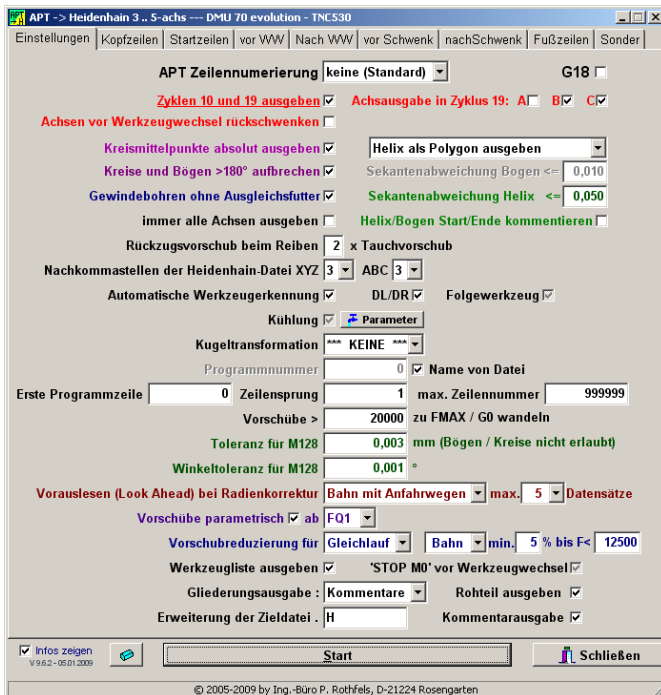 APT -> Heidenhain 3 .. 5-achs --- DMU 70 evolution - TNC530
Einstellungen Kopfzeilen Startzeilen vor WW Nach WW vor Schwenk nachSchwenk Fußzeilen Sonder
APT Zeilennumerierung keine (Standard) G18
Zyklen 10 und 19 ausgeben Achsausgabe in Zyklus 19: A B C
Achsen vor Werkzeugwechsel rückschwenken
Kreismittelpunkte absolut ausgeben Helix als Polygon ausgeben
Kreise und Bögen >180° aufbrechen Sekantenabweichung Bogen <= 0,010
Gewindebohren ohne Ausgleichsfutter Sekantenabweichung Helix <= 0,050
immer alle Achsen ausgeben Helix/Bogen Start/Ende kommentieren
Rückzugsvorschub beim Reiben 2 x Tauchvorschub
Nachkommastellen der Heidenhain-Datei XYZ 3 ABC 3
Automatische Werkzeugerkennung DL/DR Folgewerkzeug
Kühlung Parameter
Kugeltransformation *** KEINE ***
Programmnummer 0 Name von Datei
Erste Programmzeile 0 Zeilensprung 1 max. Zeilennummer 999999
Vorschübe > 20000 zu FMAX / G0 wandeln
Toleranz für M128 0,003 mm (Bögen / Kreise nicht erlaubt)
Winkeltoleranz für M128 0,001 °
Vorauslesen (Look Ahead) bei Radienkorrektur Bahn mit Anfahrwegen max. 5 Datensätze
Vorschübe parametrisch ab FQ1
Vorschubreduzierung für Gleichlauf Bahn min. 5 % bis F< 12500
Werkzeugliste ausgeben 'STOP M0' vor Werkzeugwechsel
Gliederungsausgabe : Kommentare Rohteil ausgeben
Erweiterung der Zieldatei . H Kommentarausgabe
Infos zeigen Start Schließen
V 9.6.2 - 05.01.2009
© 2005-2009 by Ing.-Büro P. Rothfels, D-21224 Rosengarten